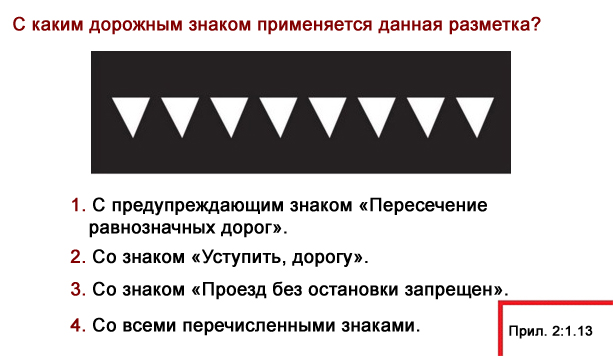 С каким дорожным знаком применяется данная разметка?
1. С предупреждающим знаком «Пересечение
равнозначных дорог».
2. Со знаком «Уступить, дорогу».
3. Со знаком «Проезд без остановки запрещен».
4. Со всеми перечисленными знаками.
Прил. 2:1.13